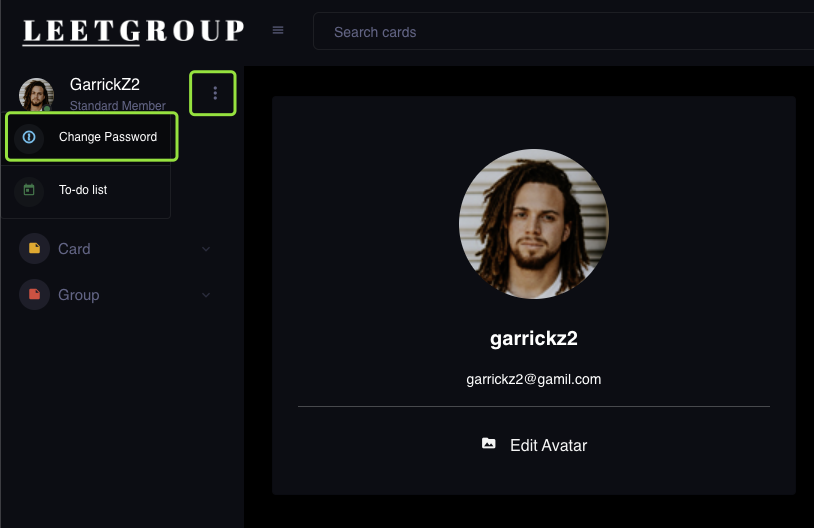 LEETGROUP
Search cards
GarrickZ2
Standard Member
Change Password
To-do list
Card
Group
garrickz2
garrickz2@gamil.com
Edit Avatar